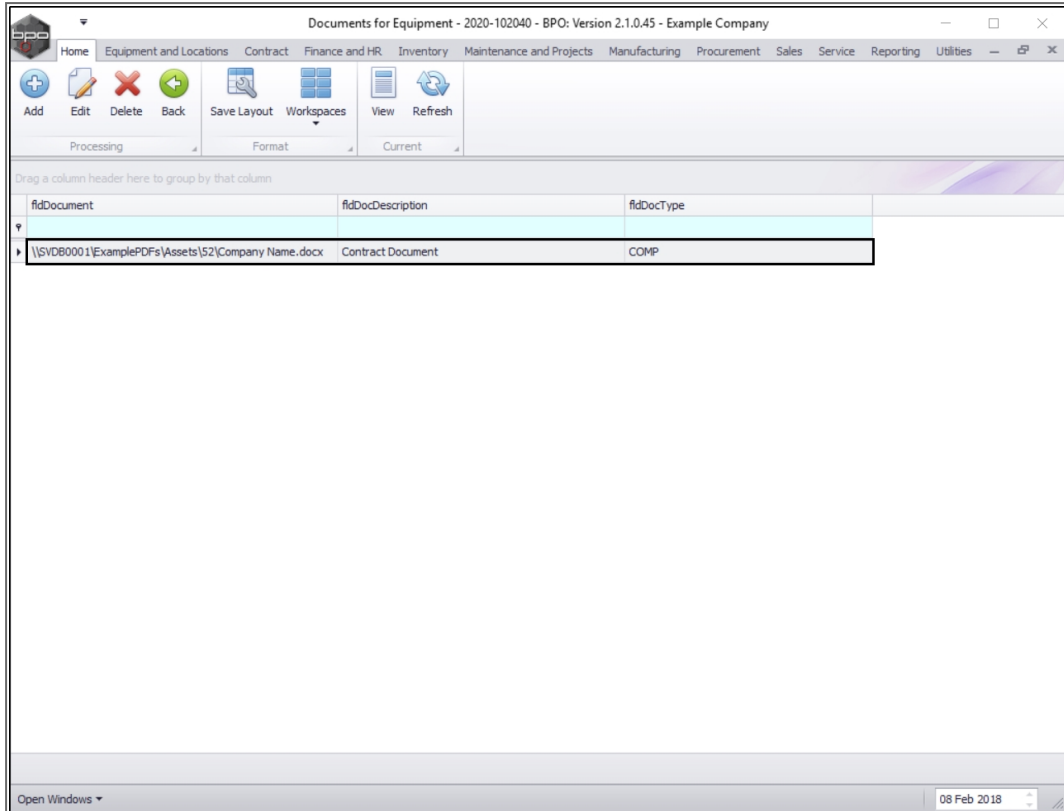 Documents for Equipment - 2020-102040 - BPO: Version 2.1.0.45 - Example Company
bpo
Home Equipment and Locations Contract Finance and HR Inventory Maintenance and Projects Manufacturing Procurement Sales Service Reporting Utilities
Add Edit Delete Back Save Layout Workspaces View Refresh
Processing Format Current
Drag a column header here to group by that column
fldDocument fldDocDescription fldDocType
\\SVDB0001\ExamplePDFs\Assets\52\Company Name.docx Contract Document COMP
Open Windows 08 Feb 2018